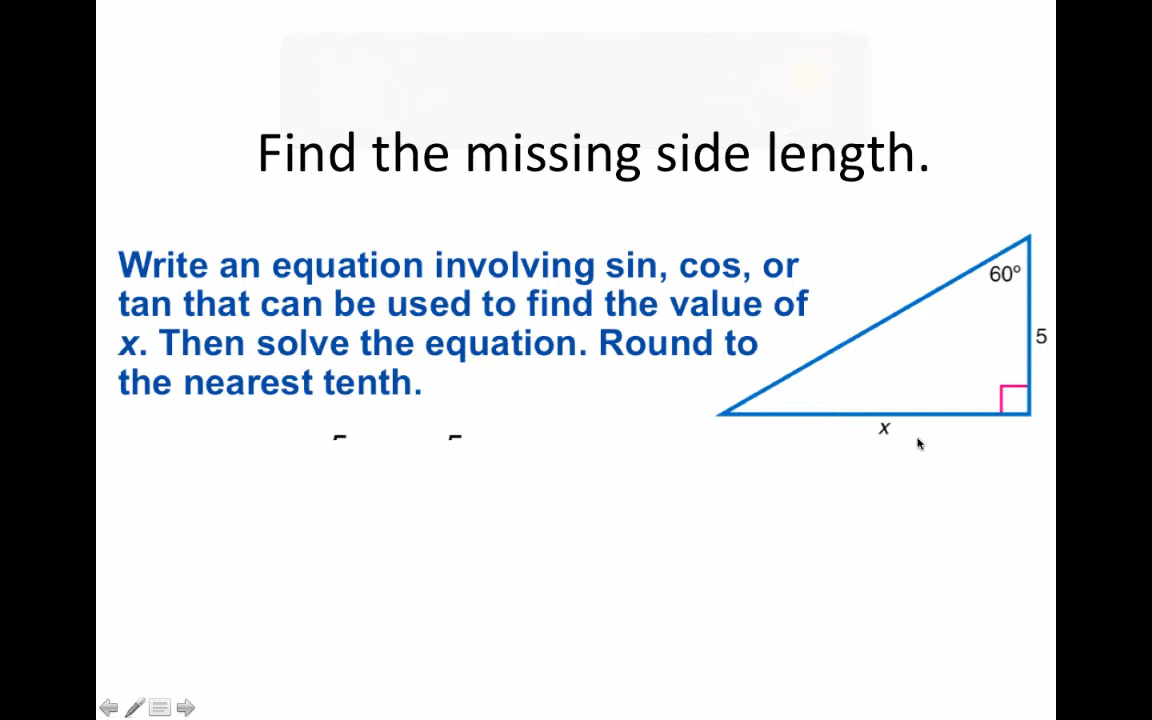 Find the missing side length.
Write an equation involving sin, cos, or
tan that can be used to find the value of
x. Then solve the equation. Round to
the nearest tenth.
60º
5
x